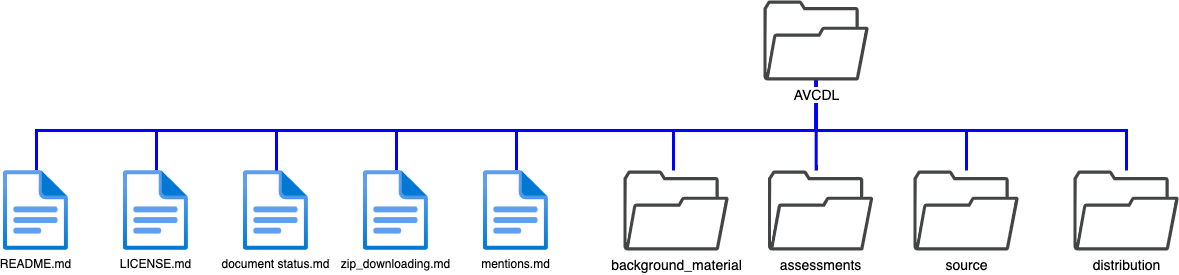 AVCDL
README.md
LICENSE.md
document status.md
zip_downloading.md
mentions.md
background_material
assessments
source
distribution